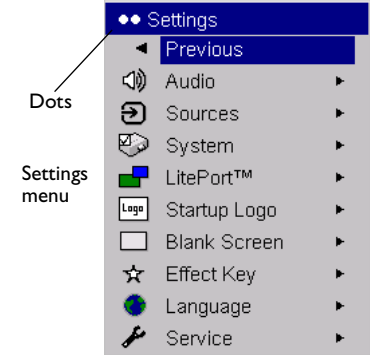 Settings
Previous
Audio
Dots
Sources
System
Settings
menu
LitePort™
Logo
Startup Logo
Blank Screen
Effect Key
Language
Service